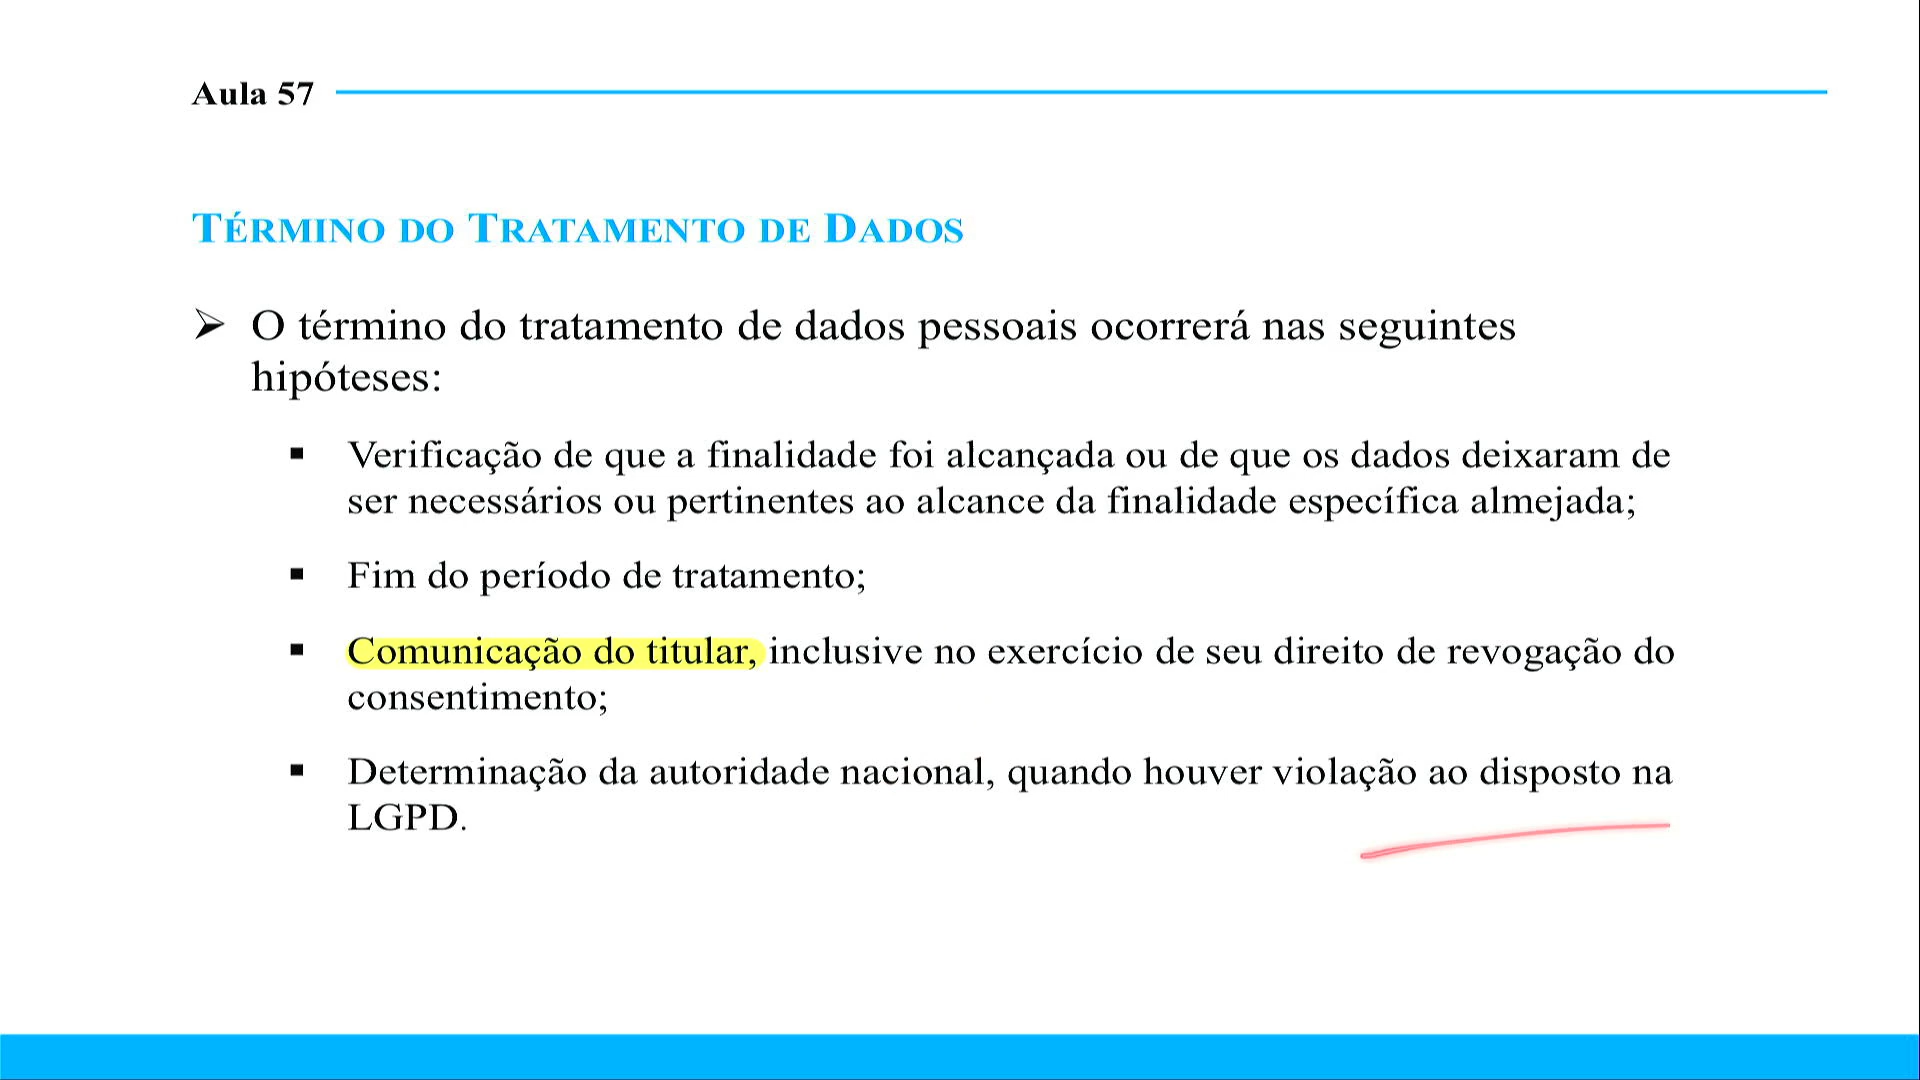 Aula 57
TÉRMINO DO TRATAMENTO DE DADOS
➢ O término do tratamento de dados pessoais ocorrerá nas seguintes
hipóteses:
▪ Verificação de que a finalidade foi alcançada ou de que os dados deixaram de
ser necessários ou pertinentes ao alcance da finalidade específica almejada;
▪ Fim do período de tratamento;
▪ Comunicação do titular, inclusive no exercício de seu direito de revogação do
consentimento;
▪ Determinação da autoridade nacional, quando houver violação ao disposto na
LGPD.